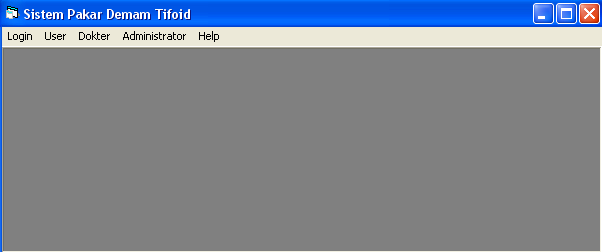 Sistem Pakar Demam Tifoid
Login User Dokter Administrator Help